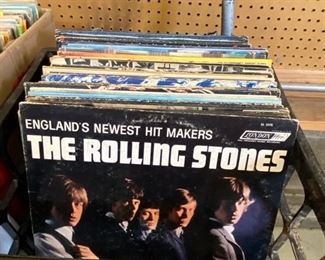 ENGLAND'S NEWEST HIT MAKERS
LONDON
THE ROLLING STONES